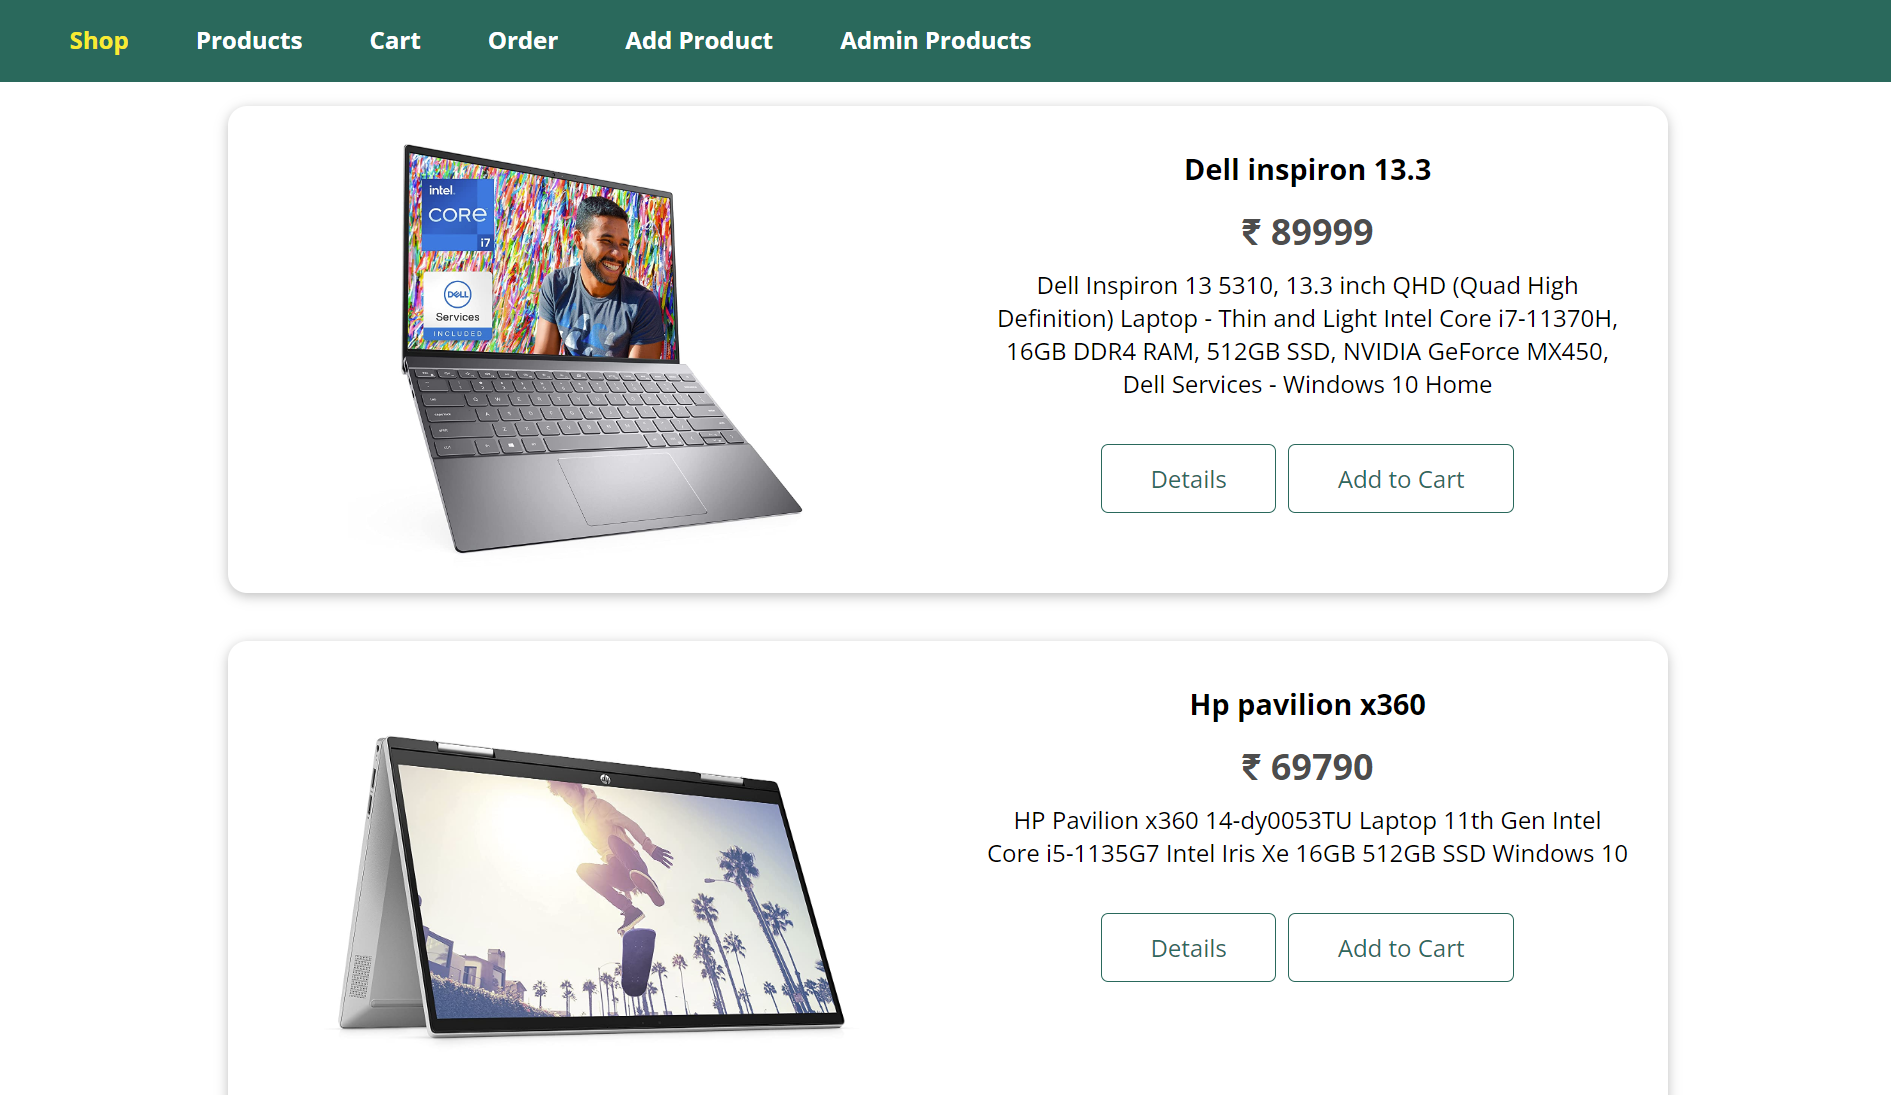 Shop Products Cart Order Add Product Admin Products
intel.
CORE
i7
DELL
Services
INCLUDED
Dell inspiron 13.3
₹ 89999
Dell Inspiron 13 5310, 13.3 inch QHD (Quad High
Definition) Laptop - Thin and Light Intel Core i7-11370H,
16GB DDR4 RAM, 512GB SSD, NVIDIA GeForce MX450,
Dell Services - Windows 10 Home
Details Add to Cart
hp
Hp pavilion x360
₹ 69790
HP Pavilion x360 14-dy0053TU Laptop 11th Gen Intel
Core i5-1135G7 Intel Iris Xe 16GB 512GB SSD Windows 10
Details Add to Cart